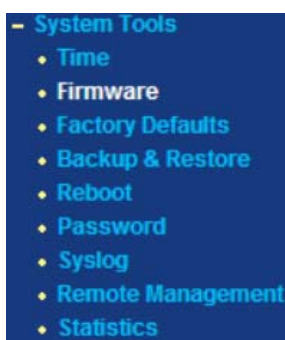 – System Tools
• Time
• Firmware
• Factory Defaults
• Backup & Restore
• Reboot
• Password
• Syslog
• Remote Management
• Statistics